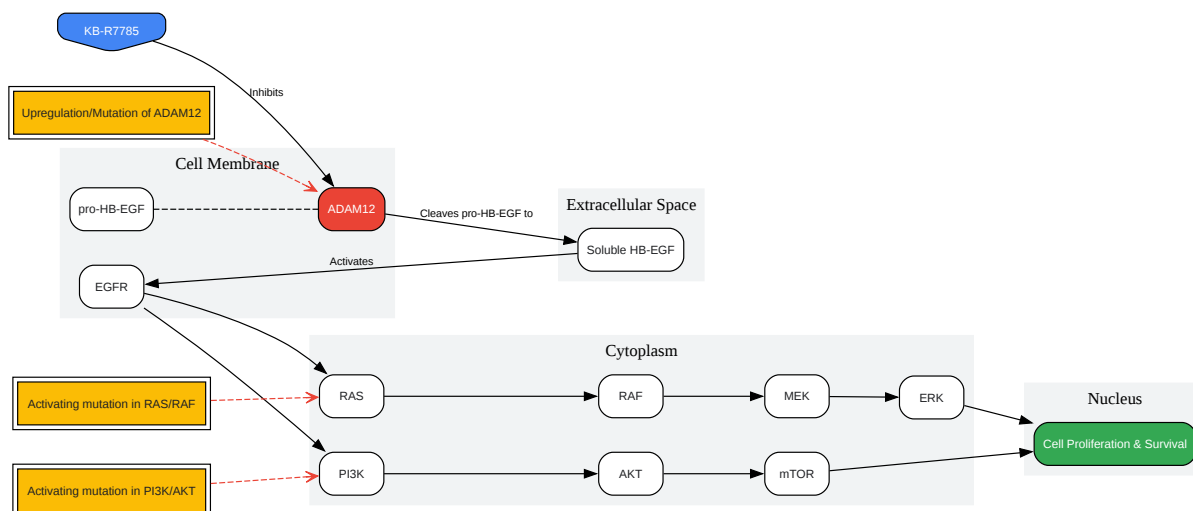 KB-R7785
Inhibits
Upregulation/Mutation of ADAM12
Cell Membrane
pro-HB-EGF
ADAM12
Cleaves pro-HB-EGF to
Extracellular Space
Soluble HB-EGF
Activates
EGFR
Cytoplasm
Activating mutation in RAS/RAF
RAS
RAF
MEK
ERK
Nucleus
Cell Proliferation & Survival
Activating mutation in PI3K/AKT
PI3K
AKT
mTOR